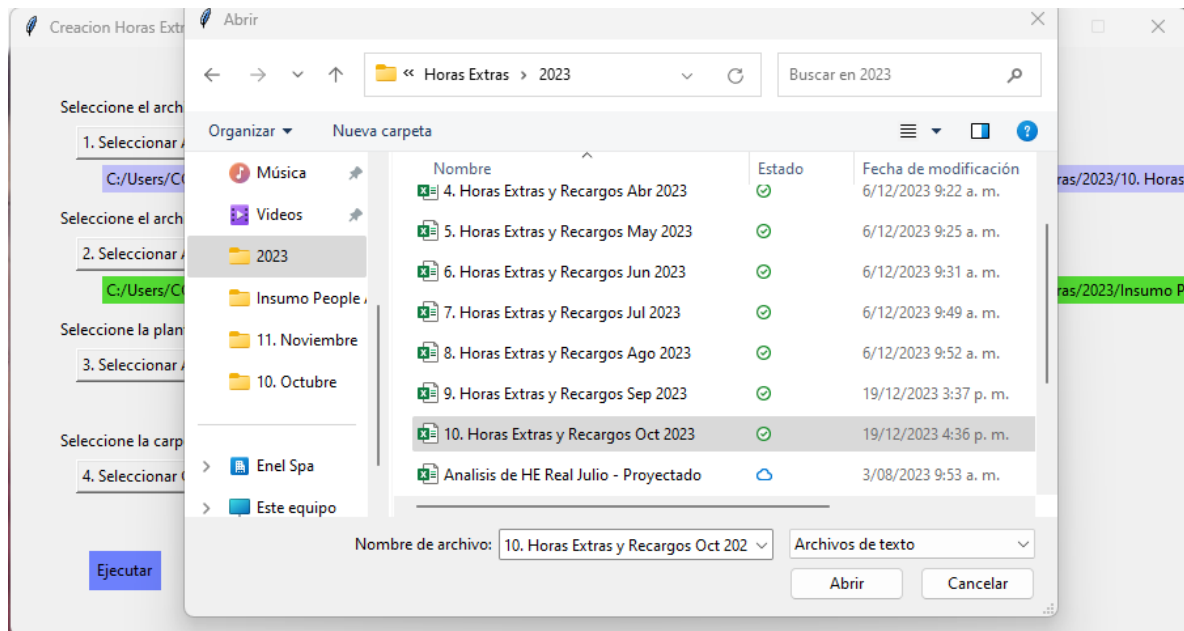 Creacion Horas Extr
Abrir
Horas Extras > 2023
Buscar en 2023
Organizar
Nueva carpeta
Seleccione el arch
1. Seleccionar
C:/Users/C
ras/2023/10. Horas
Seleccione el arch
2. Seleccionar
C:/Users/C
ras/2023/Insumo P
Seleccione la plan
3. Seleccionar
Seleccione la carp
4. Seleccionar
Ejecutar
Música
Videos
2023
Insumo People
11. Noviembre
10. Octubre
Enel Spa
Este equipo
Nombre Estado Fecha de modificación
4. Horas Extras y Recargos Abr 2023 6/12/2023 9:22 a. m.
5. Horas Extras y Recargos May 2023 6/12/2023 9:25 a. m.
6. Horas Extras y Recargos Jun 2023 6/12/2023 9:31 a. m.
7. Horas Extras y Recargos Jul 2023 6/12/2023 9:49 a. m.
8. Horas Extras y Recargos Ago 2023 6/12/2023 9:52 a. m.
9. Horas Extras y Recargos Sep 2023 19/12/2023 3:37 p. m.
10. Horas Extras y Recargos Oct 2023 19/12/2023 4:36 p. m.
Analisis de HE Real Julio - Proyectado 3/08/2023 9:53 a. m.
Nombre de archivo: 10. Horas Extras y Recargos Oct 202
Archivos de texto
Abrir
Cancelar